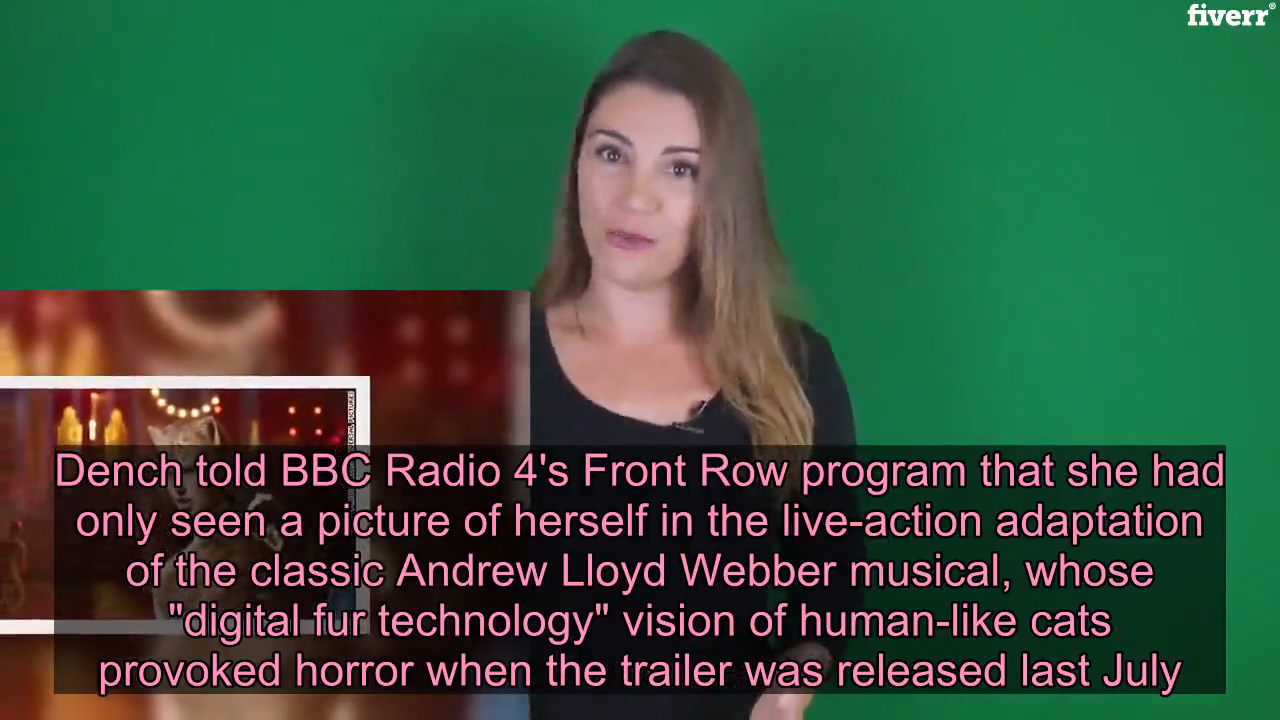 fiverr®
Dench told BBC Radio 4's Front Row program that she had
only seen a picture of herself in the live-action adaptation
of the classic Andrew Lloyd Webber musical, whose
"digital fur technology" vision of human-like cats
provoked horror when the trailer was released last July